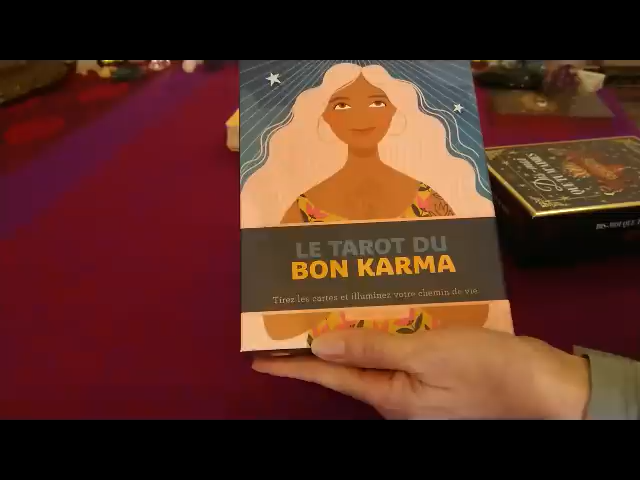 LE TAROT DU
BON KARMA
Tirez les cartes et illuminez votre chemin de vie